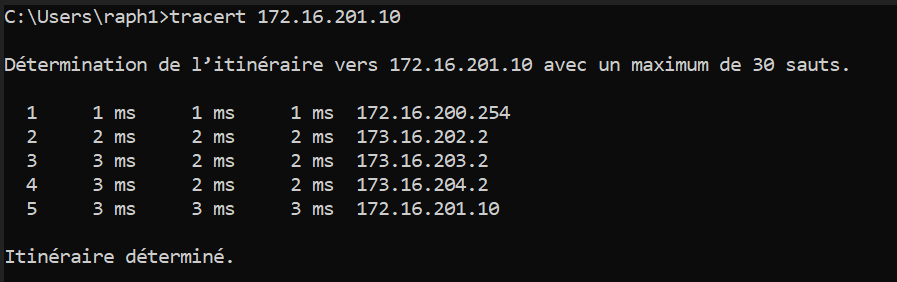 C:\Users\raph1>tracert 172.16.201.10
Détermination de l’itinéraire vers 172.16.201.10 avec un maximum de 30 sauts.
1 1 ms 1 ms 1 ms 172.16.200.254
2 2 ms 2 ms 2 ms 173.16.202.2
3 3 ms 2 ms 2 ms 173.16.203.2
4 3 ms 2 ms 2 ms 173.16.204.2
5 3 ms 3 ms 3 ms 172.16.201.10
Itinéraire déterminé.